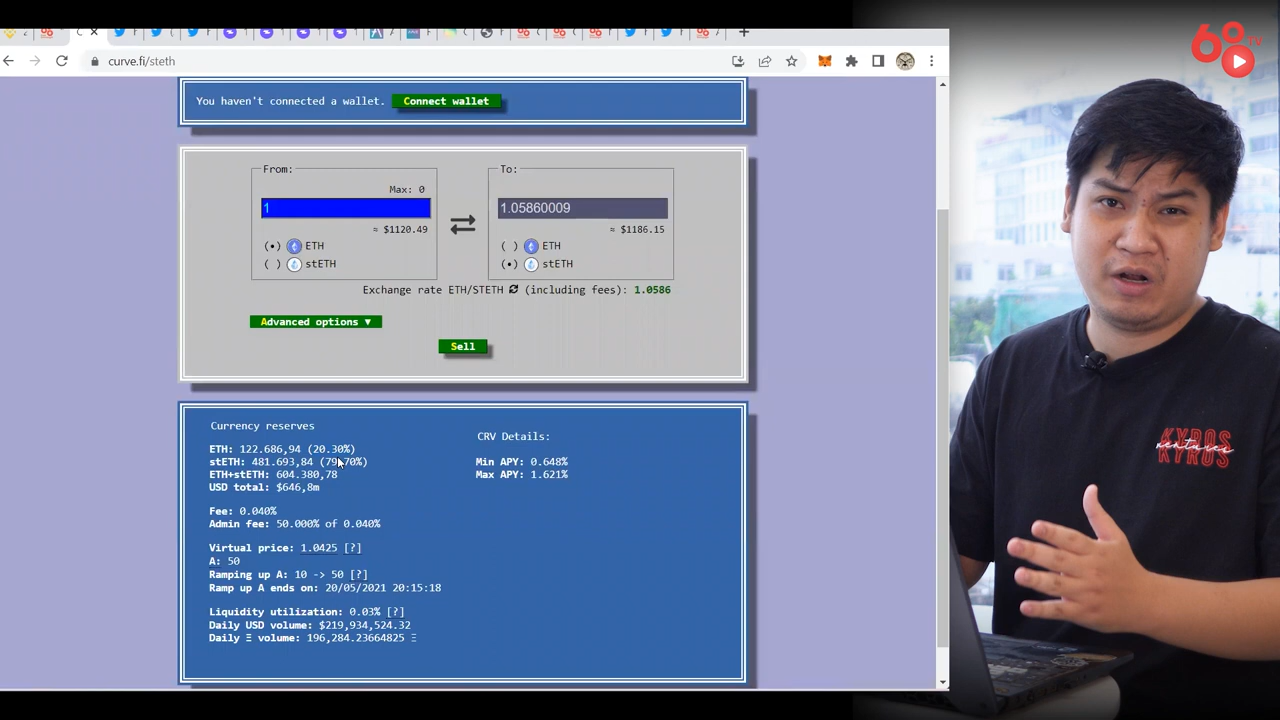 curve.fi/steth
You haven't connected a wallet. Connect wallet
From:
Max: 0
1
≈ $1120.49
(•) ETH
( ) stETH
To:
1.05860009
≈ $1186.15
( ) ETH
(•) stETH
Exchange rate ETH/STETH (including fees): 1.0586
Advanced options ▼
Sell
Currency reserves
ETH: 122.686,94 (20.30%)
stETH: 481.693,84 (79.70%)
ETH+stETH: 604.380,78
USD total: $646,8m
Fee: 0.040%
Admin fee: 50.000% of 0.040%
Virtual price: 1.0425 [?]
A: 50
Ramping up A: 10 -> 50 [?]
Ramp up A ends on: 20/05/2021 20:15:18
Liquidity utilization: 0.03% [?]
Daily USD volume: $219,934,524.32
Daily Ξ volume: 196,284.23664825 Ξ
CRV Details:
Min APY: 0.648%
Max APY: 1.621%
TV
KYROS
ventures
KYROS